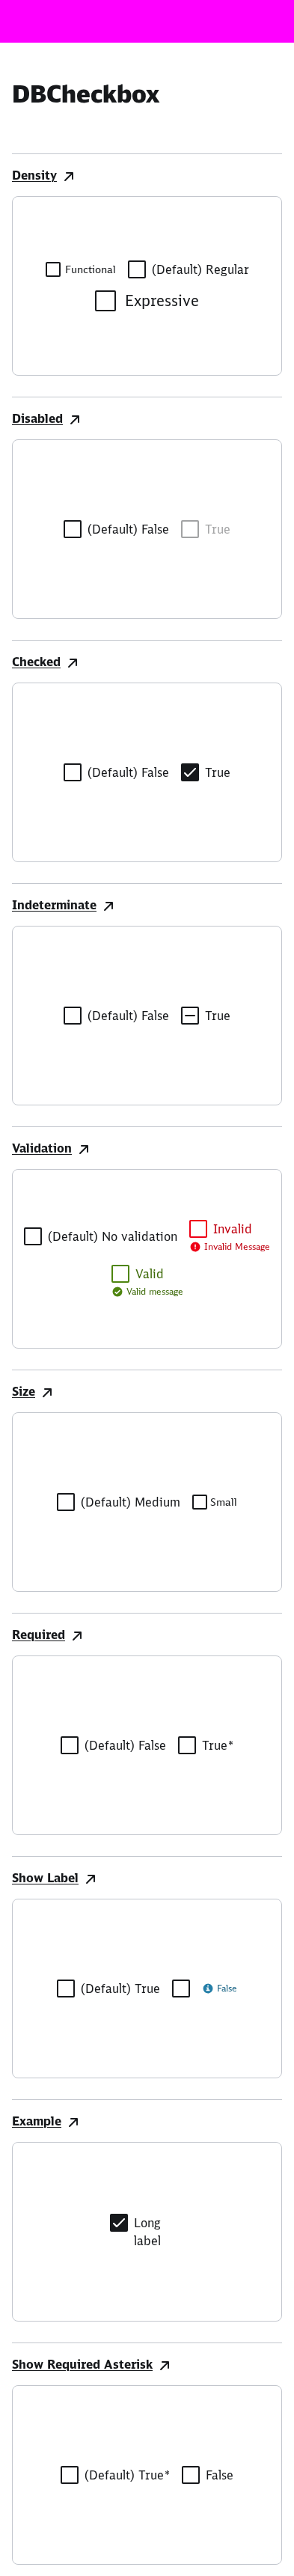 DBCheckbox
Density
Functional (Default) Regular
Expressive
Disabled
(Default) False True
Checked
(Default) False True
Indeterminate
(Default) False True
Validation
(Default) No validation Invalid
Invalid Message
Valid
Valid message
Size
(Default) Medium Small
Required
(Default) False True*
Show Label
(Default) True False
Example
Long
label
Show Required Asterisk
(Default) True* False